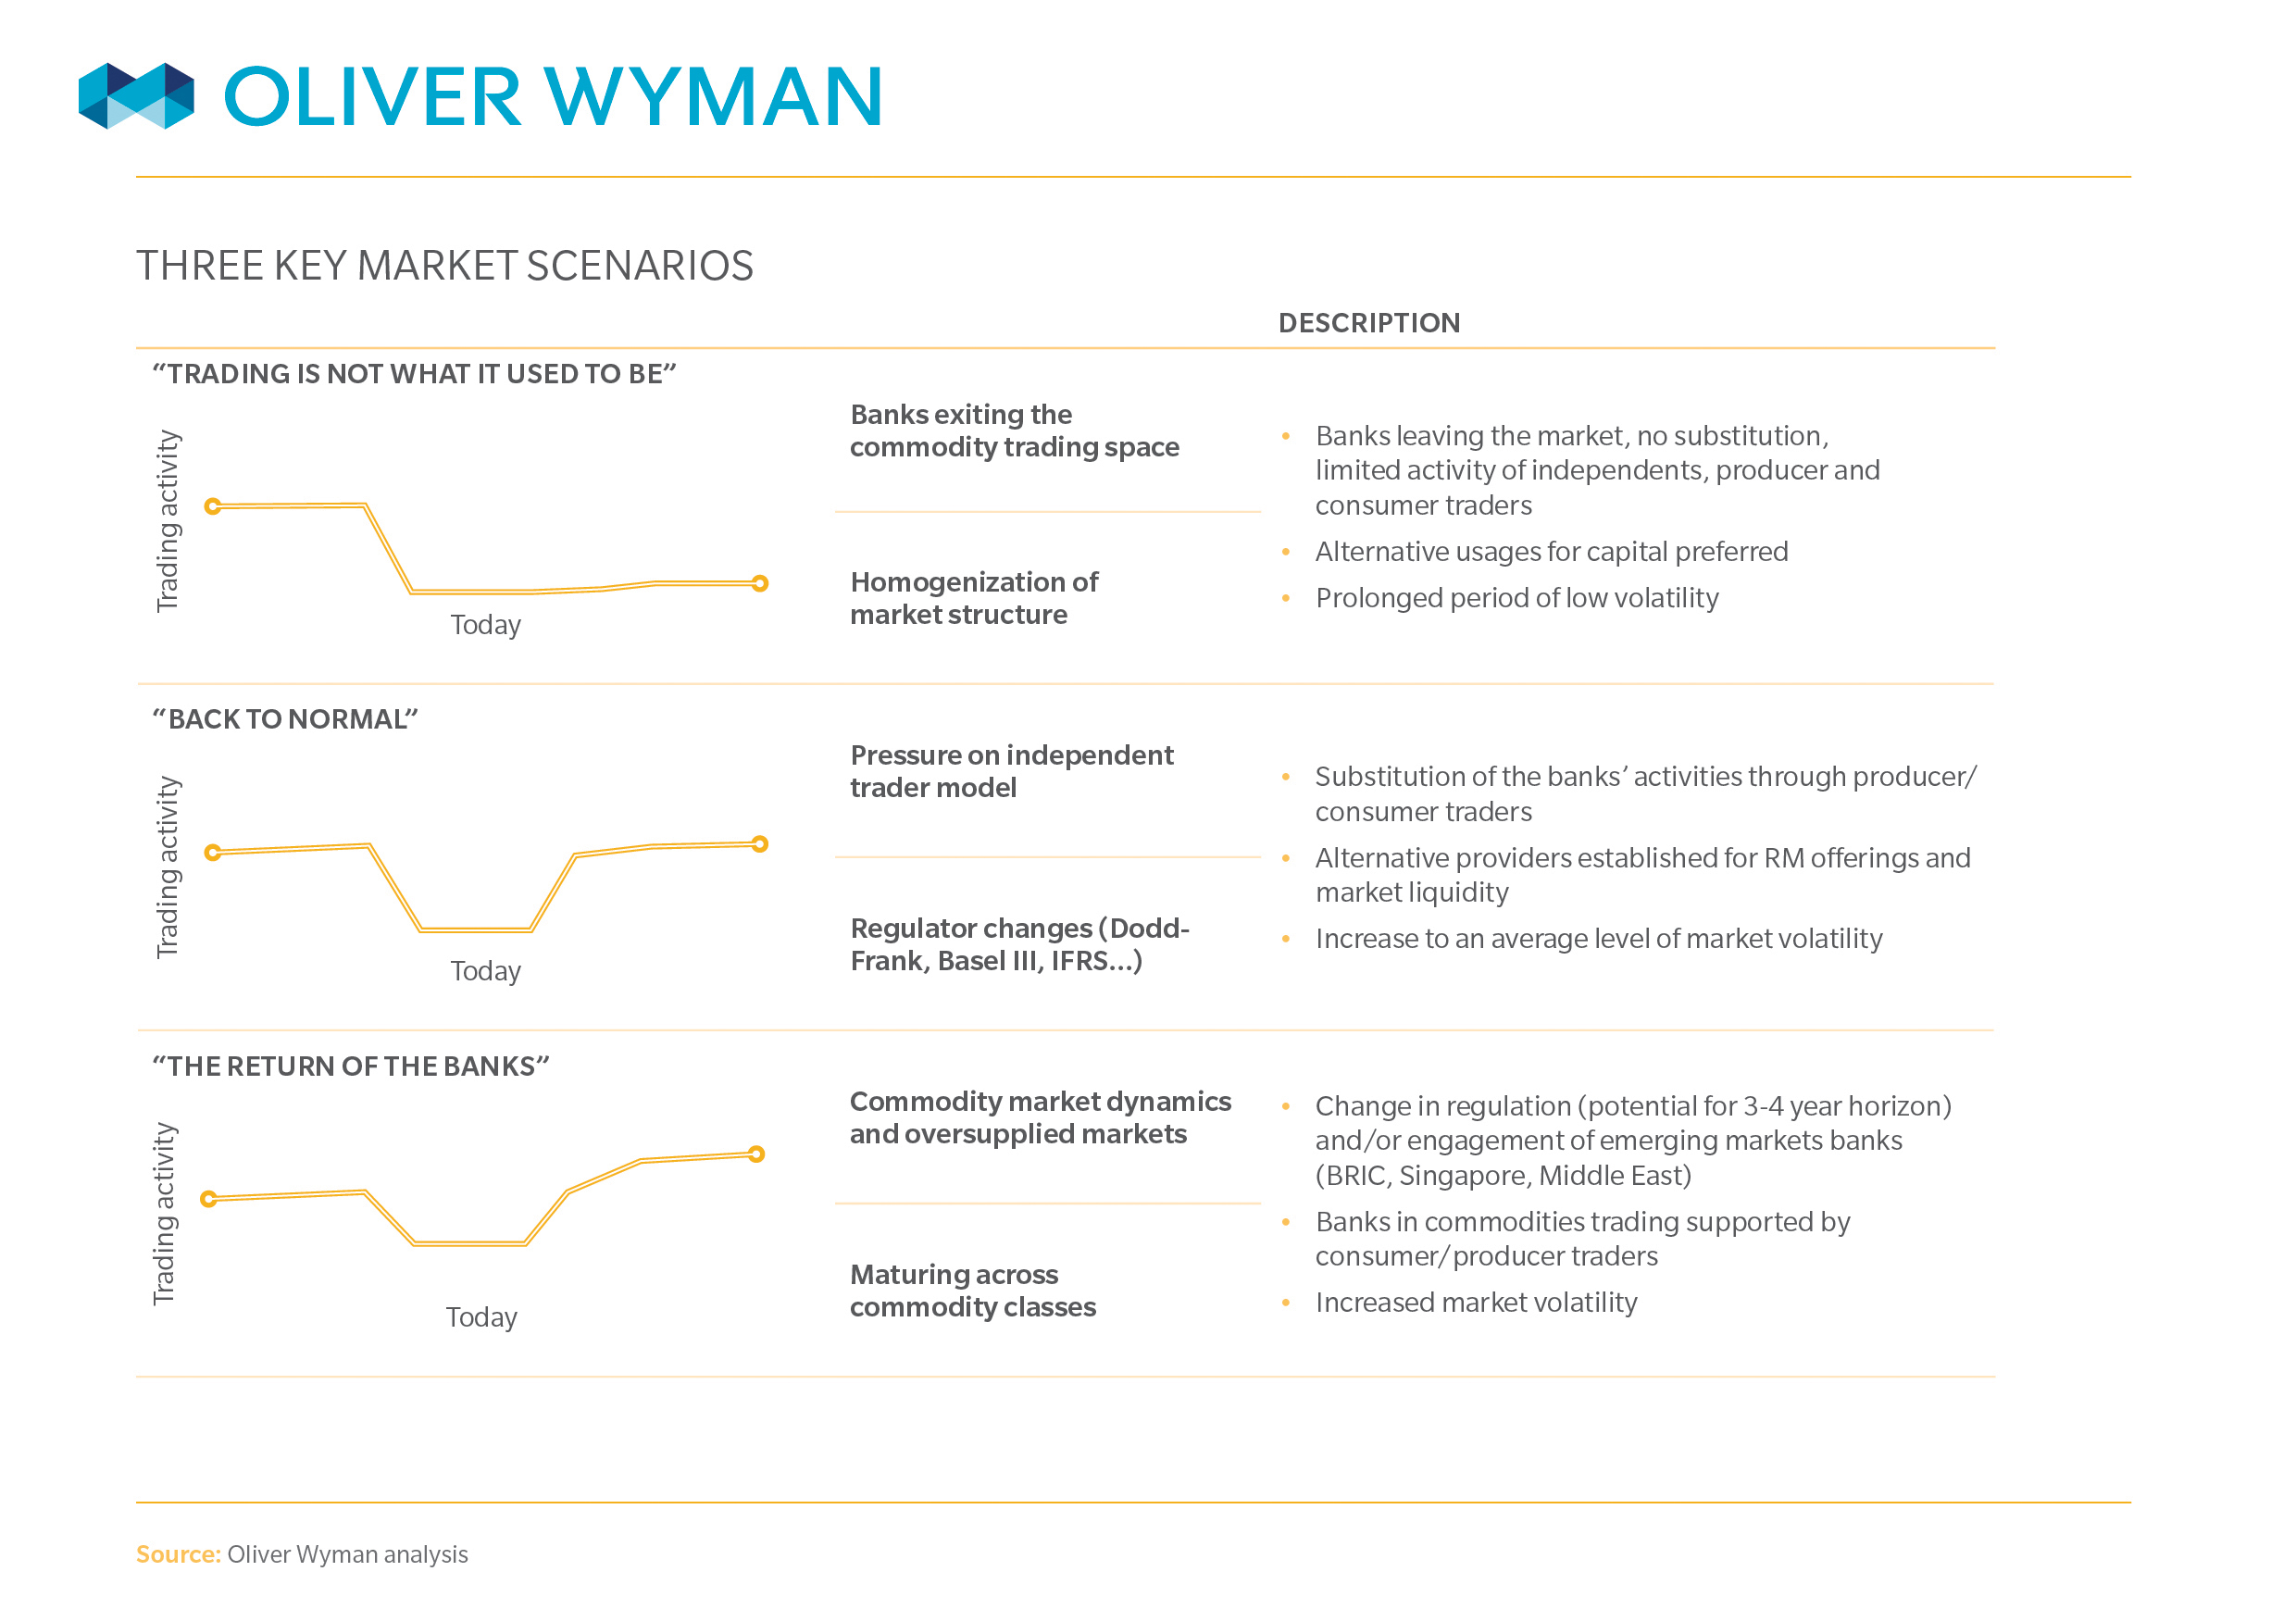 OLIVER WYMAN
THREE KEY MARKET SCENARIOS
DESCRIPTION
“TRADING IS NOT WHAT IT USED TO BE”
Trading activity
Today
Banks exiting the
commodity trading space
Homogenization of
market structure
• Banks leaving the market, no substitution,
limited activity of independents, producer and
consumer traders
• Alternative usages for capital preferred
• Prolonged period of low volatility
“BACK TO NORMAL”
Trading activity
Today
Pressure on independent
trader model
Regulator changes (Dodd-
Frank, Basel III, IFRS...)
• Substitution of the banks’ activities through producer/
consumer traders
• Alternative providers established for RM offerings and
market liquidity
• Increase to an average level of market volatility
“THE RETURN OF THE BANKS”
Trading activity
Today
Commodity market dynamics
and oversupplied markets
Maturing across
commodity classes
• Change in regulation (potential for 3-4 year horizon)
and/or engagement of emerging markets banks
(BRIC, Singapore, Middle East)
• Banks in commodities trading supported by
consumer/producer traders
• Increased market volatility
Source: Oliver Wyman analysis